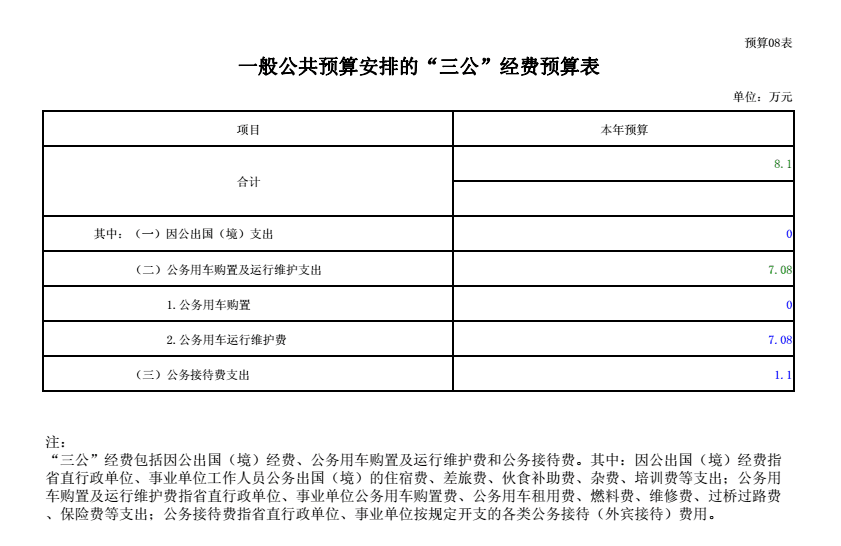 预算08表
一般公共预算安排的“三公”经费预算表
单位：万元
项目
本年预算
合计
8.1
其中：（一）因公出国（境）支出
0
（二）公务用车购置及运行维护支出
7.08
1.公务用车购置
0
2.公务用车运行维护费
7.08
（三）公务接待费支出
1.1
注：
“三公”经费包括因公出国（境）经费、公务用车购置及运行维护费和公务接待费。其中：因公出国（境）经费指
省直行政单位、事业单位工作人员公务出国（境）的住宿费、差旅费、伙食补助费、杂费、培训费等支出；公务用
车购置及运行维护费指省直行政单位、事业单位公务用车购置费、公务用车租用费、燃料费、维修费、过桥过路费
、保险费等支出；公务接待费指省直行政单位、事业单位按规定开支的各类公务接待（外宾接待）费用。